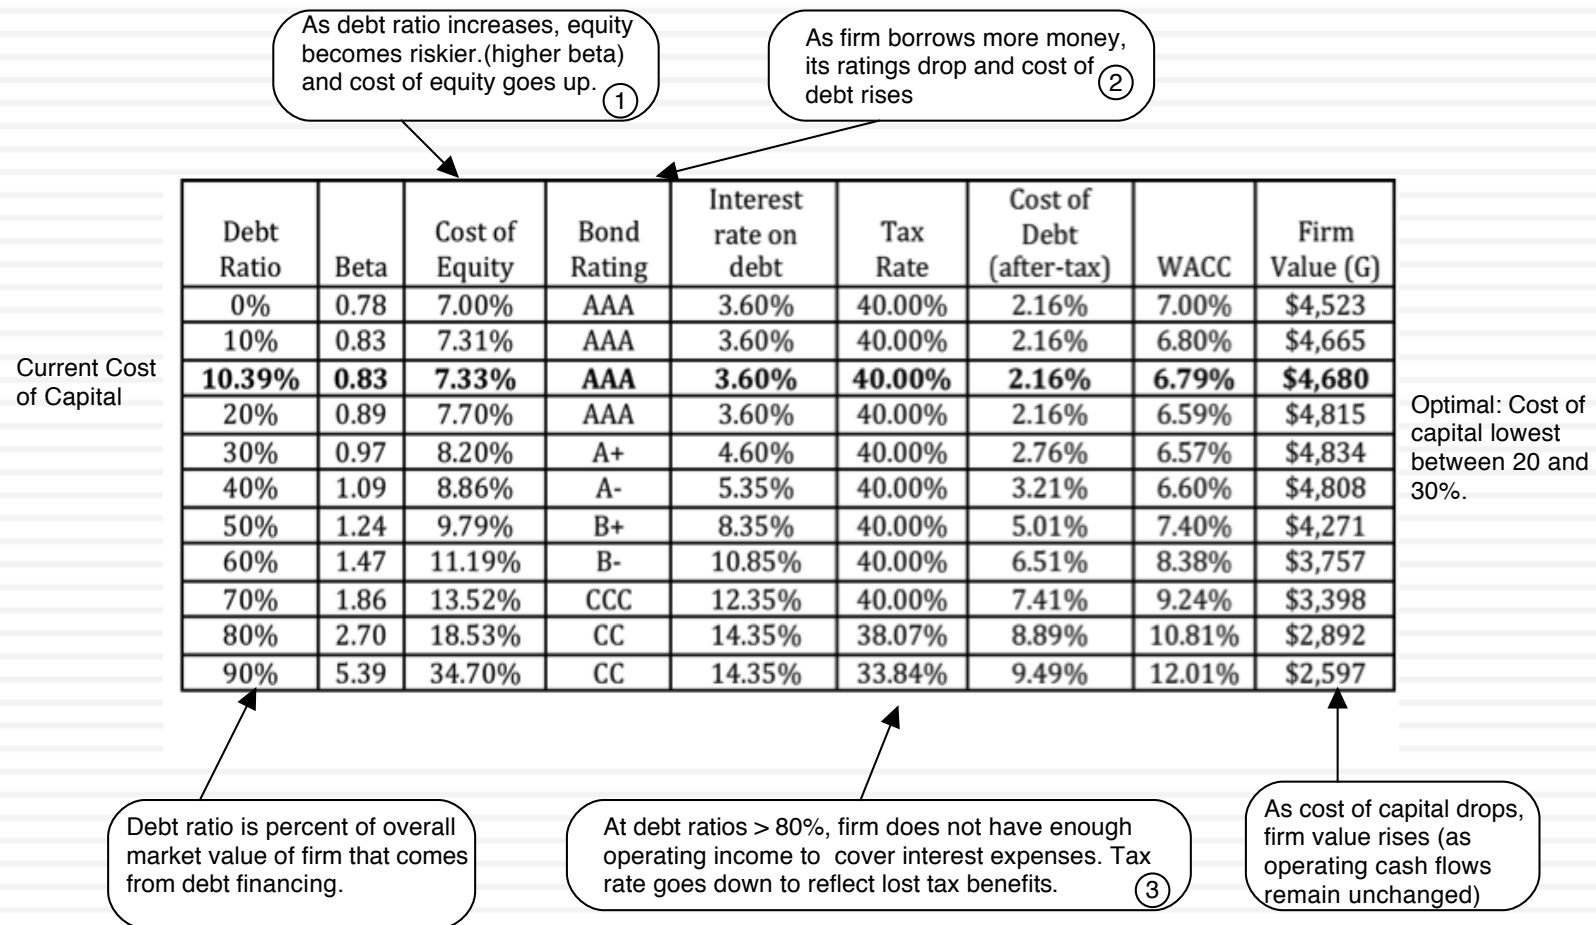 As debt ratio increases, equity
becomes riskier.(higher beta)
and cost of equity goes up.
1
As firm borrows more money,
its ratings drop and cost of
debt rises
2
Debt Ratio Beta Cost of Equity Bond Rating Interest rate on debt Tax Rate Cost of Debt (after-tax) WACC Firm Value (G)
0% 0.78 7.00% AAA 3.60% 40.00% 2.16% 7.00% $4,523
10% 0.83 7.31% AAA 3.60% 40.00% 2.16% 6.80% $4,665
10.39% 0.83 7.33% AAA 3.60% 40.00% 2.16% 6.79% $4,680
20% 0.89 7.70% AAA 3.60% 40.00% 2.16% 6.59% $4,815
30% 0.97 8.20% A+ 4.60% 40.00% 2.76% 6.57% $4,834
40% 1.09 8.86% A- 5.35% 40.00% 3.21% 6.60% $4,808
50% 1.24 9.79% B+ 8.35% 40.00% 5.01% 7.40% $4,271
60% 1.47 11.19% B- 10.85% 40.00% 6.51% 8.38% $3,757
70% 1.86 13.52% CCC 12.35% 40.00% 7.41% 9.24% $3,398
80% 2.70 18.53% CC 14.35% 38.07% 8.89% 10.81% $2,892
90% 5.39 34.70% CC 14.35% 33.84% 9.49% 12.01% $2,597
Current Cost
of Capital
Optimal: Cost of
capital lowest
between 20 and
30%.
Debt ratio is percent of overall
market value of firm that comes
from debt financing.
At debt ratios > 80%, firm does not have enough
operating income to cover interest expenses. Tax
rate goes down to reflect lost tax benefits.
3
As cost of capital drops,
firm value rises (as
operating cash flows
remain unchanged)